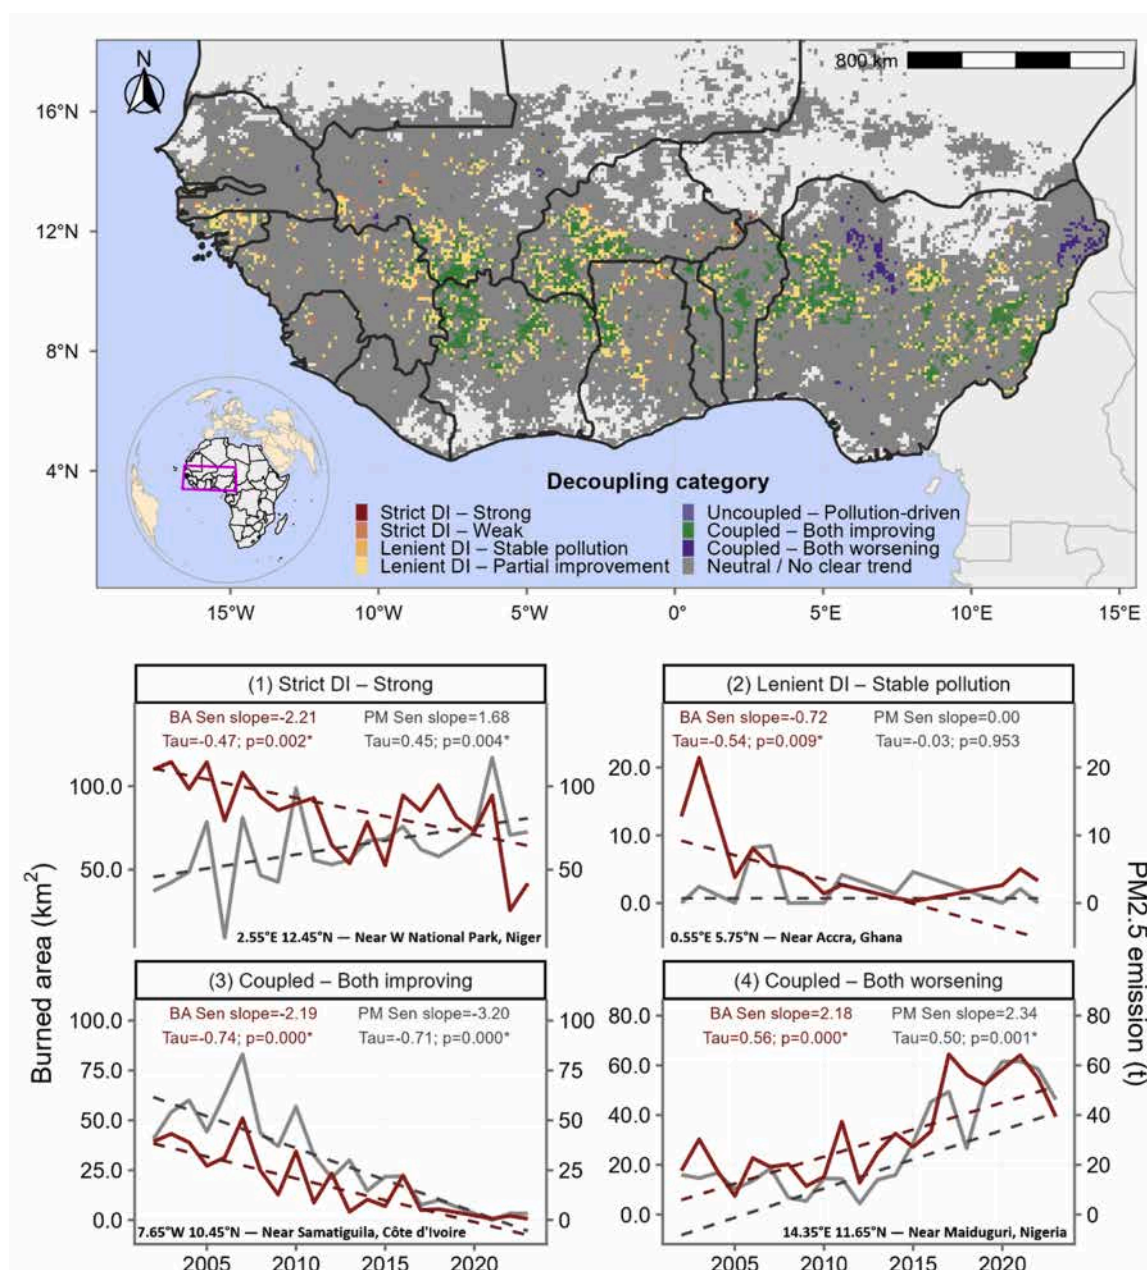 N
800 km
16°N
12°N
8°N
4°N
Decoupling category
Strict DI – Strong
Strict DI – Weak
Lenient DI – Stable pollution
Lenient DI – Partial improvement
Uncoupled – Pollution-driven
Coupled – Both improving
Coupled – Both worsening
Neutral / No clear trend
15°W 10°W 5°W 0° 5°E 10°E 15°E
(1) Strict DI – Strong
BA Sen slope=-2.21 PM Sen slope=1.68
Tau=-0.47; p=0.002* Tau=0.45; p=0.004*
100.0 100
50.0 50
2.55°E 12.45°N — Near W National Park, Niger
(2) Lenient DI – Stable pollution
BA Sen slope=-0.72 PM Sen slope=0.00
Tau=-0.54; p=0.009* Tau=-0.03; p=0.953
20.0 20
10.0 10
0.0 0
0.55°E 5.75°N — Near Accra, Ghana
(3) Coupled – Both improving
BA Sen slope=-2.19 PM Sen slope=-3.20
Tau=-0.74; p=0.000* Tau=-0.71; p=0.000*
100.0 100
75.0 75
50.0 50
25.0 25
0.0 0
7.65°W 10.45°N — Near Samatiguila, Côte d'Ivoire
2005 2010 2015 2020
(4) Coupled – Both worsening
BA Sen slope=2.18 PM Sen slope=2.34
Tau=0.56; p=0.000* Tau=0.50; p=0.001*
80.0 80
60.0 60
40.0 40
20.0 20
0.0 0
14.35°E 11.65°N — Near Maiduguri, Nigeria
2005 2010 2015 2020
Burned area (km²)
PM2.5 emission (t)